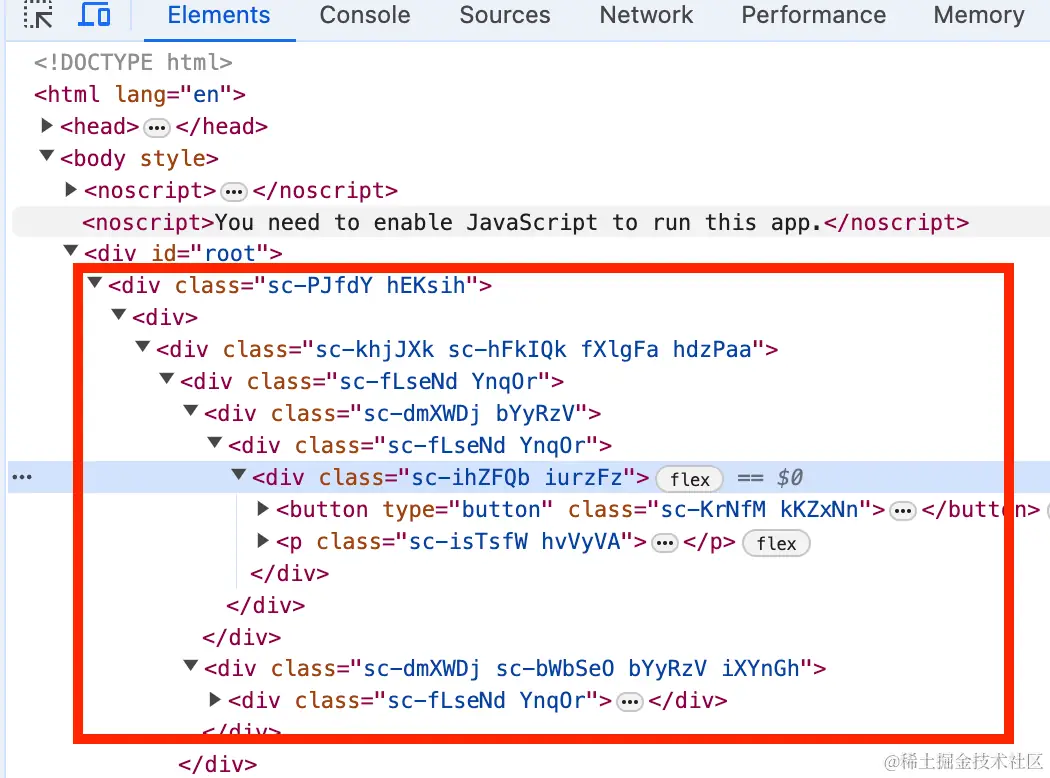 Elements Console Sources Network Performance Memory
<!DOCTYPE html>
<html lang="en">
<head> ••• </head>
<body style>
<noscript> ••• </noscript>
<noscript>You need to enable JavaScript to run this app.</noscript>
<div id="root">
<div class="sc-PJfdY hEKsih">
<div>
<div class="sc-khjJXk sc-hFkIQk fXlgFa hdzPaa">
<div class="sc-fLseNd YnqOr">
<div class="sc-dmXWDj bYyRzV">
<div class="sc-fLseNd YnqOr">
••• <div class="sc-ihZFQb iurzFz"> flex == $0
<button type="button" class="sc-KrNfM kKZxNn"> ••• </button>
<p class="sc-isTsfW hvVyVA"> ••• </p> flex
</div>
</div>
</div>
<div class="sc-dmXWDj sc-bWbSeO bYyRzV iXYnGh">
<div class="sc-fLseNd YnqOr"> ••• </div>
</div>
</div>
@稀土掘金技术社区